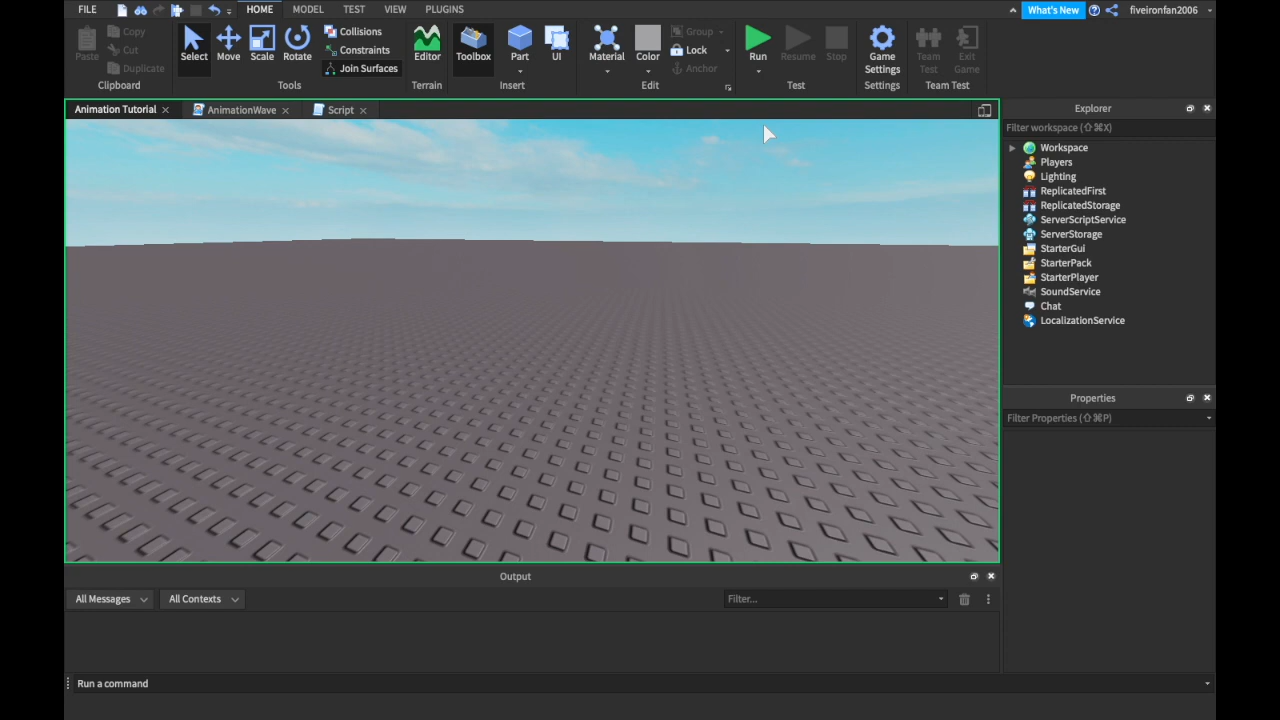 FILE HOME MODEL TEST VIEW PLUGINS What's New fiveironfan2006
Paste Copy Cut Duplicate Select Move Scale Rotate Collisions Constraints Join Surfaces Editor Toolbox Part UI Material Color Group Lock Anchor Run Resume Stop Game Settings Team Test Exit Game
Clipboard Tools Terrain Insert Edit Test Settings Team Test
Animation Tutorial AnimationWave Script
Explorer
Filter workspace (⇧⌘X)
Workspace
Players
Lighting
ReplicatedFirst
ReplicatedStorage
ServerScriptService
ServerStorage
StarterGui
StarterPack
StarterPlayer
SoundService
Chat
LocalizationService
Properties
Filter Properties (⇧⌘P)
Output
All Messages All Contexts Filter...
Run a command